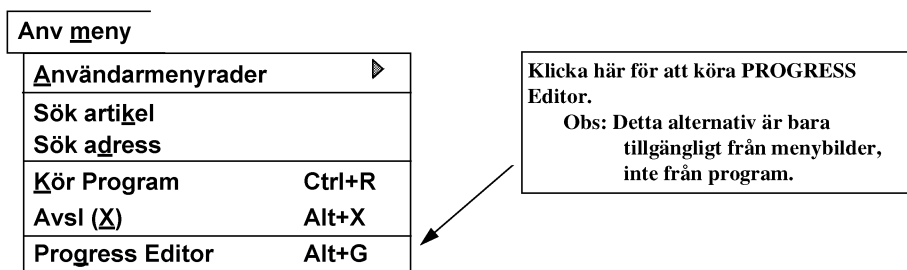 Anv meny
Användarmenyrader
Sök artikel
Sök adress
Kör Program Ctrl+R
Avsl (X) Alt+X
Progress Editor Alt+G
Klicka här för att köra PROGRESS
Editor.
Obs: Detta alternativ är bara
tillgängligt från menybilder,
inte från program.